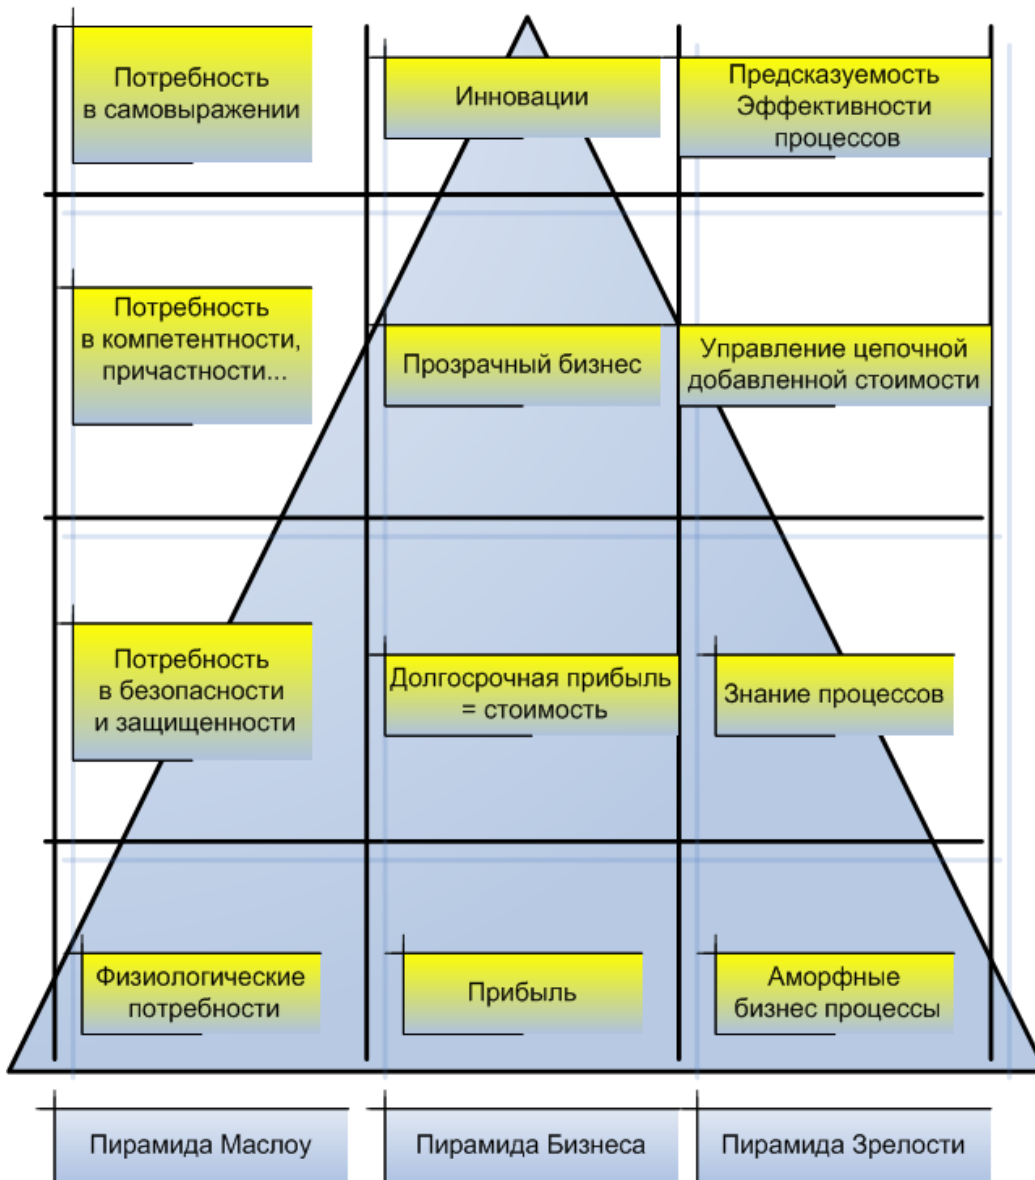 Потребность
в самовыражении
Инновации
Предсказуемость
Эффективности
процессов
Потребность
в компетентности,
причастности...
Прозрачный бизнес
Управление цепочной
добавленной стоимости
Потребность
в безопасности
и защищенности
Долгосрочная прибыль
= стоимость
Знание процессов
Физиологические
потребности
Прибыль
Аморфные
бизнес процессы
Пирамида Маслоу
Пирамида Бизнеса
Пирамида Зрелости